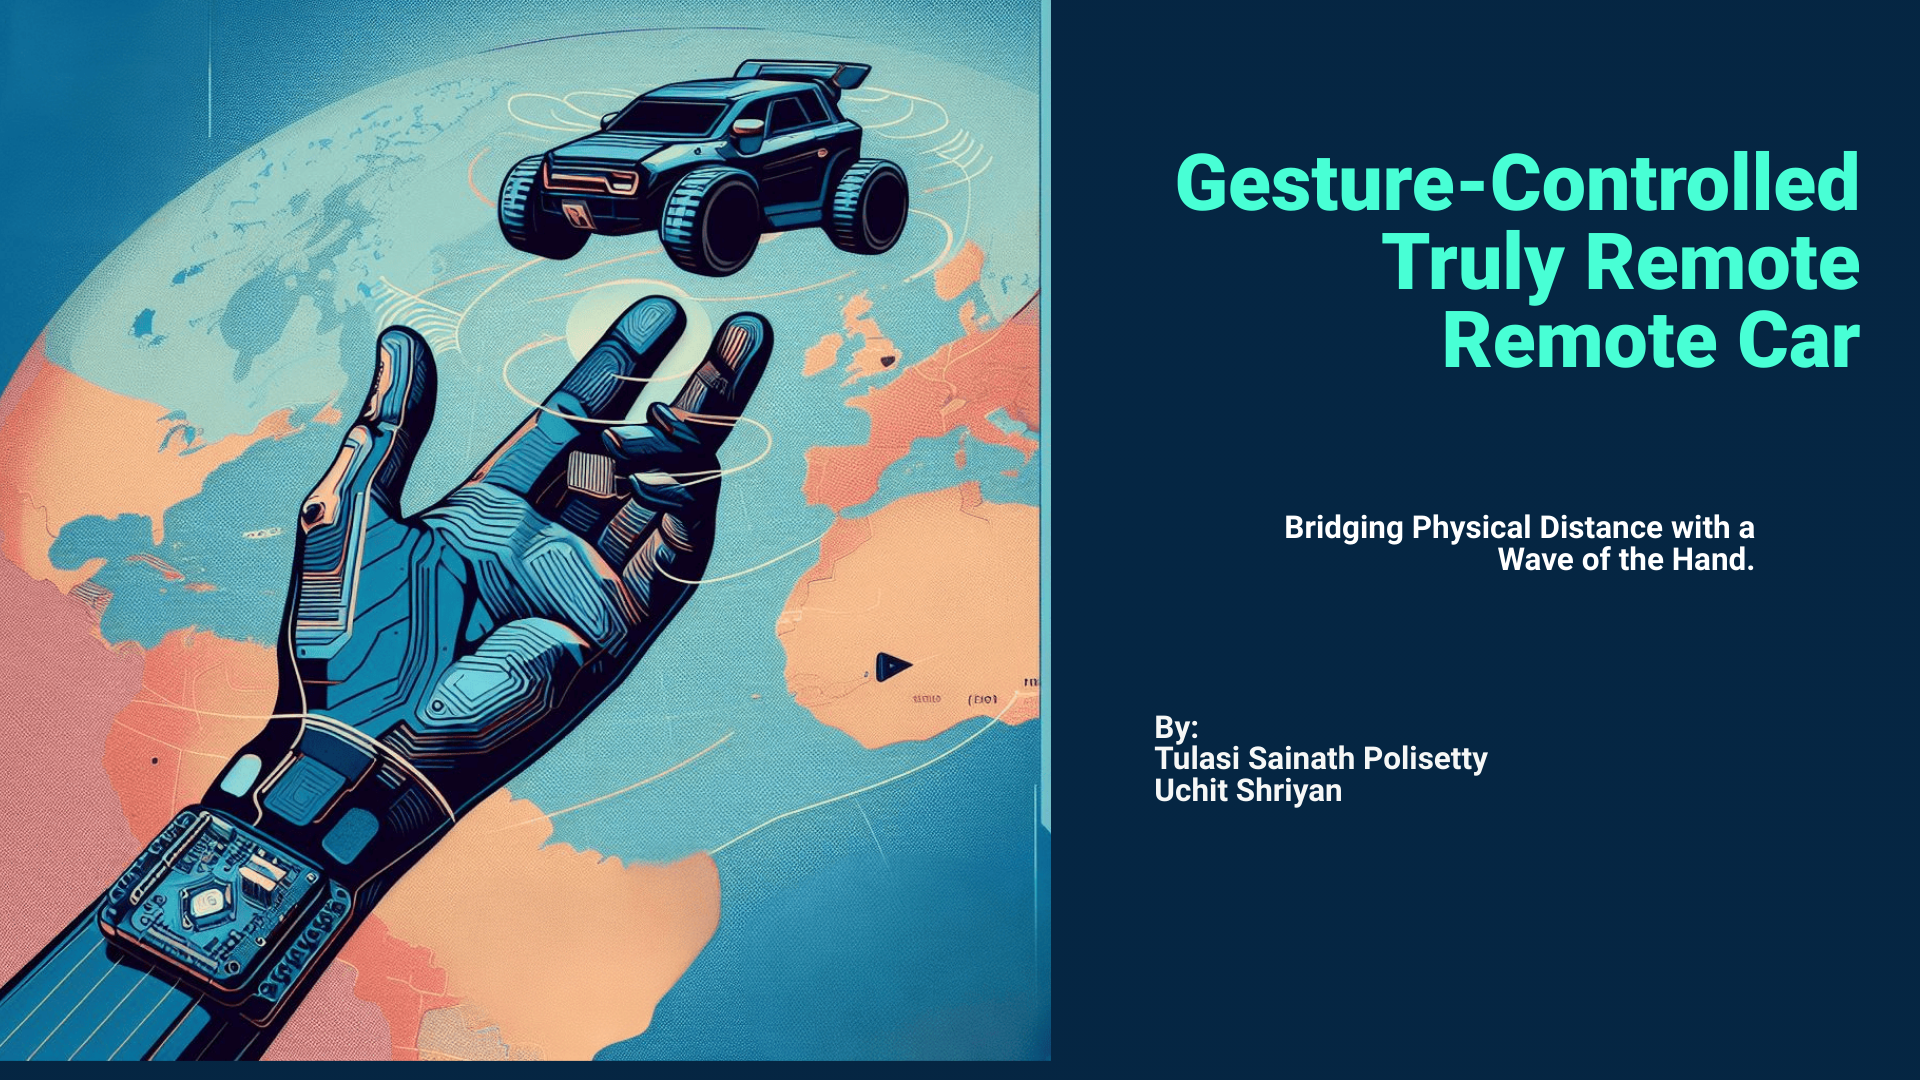 Gesture-Controlled
Truly Remote
Remote Car
Bridging Physical Distance with a
Wave of the Hand.
By:
Tulasi Sainath Polisetty
Uchit Shriyan